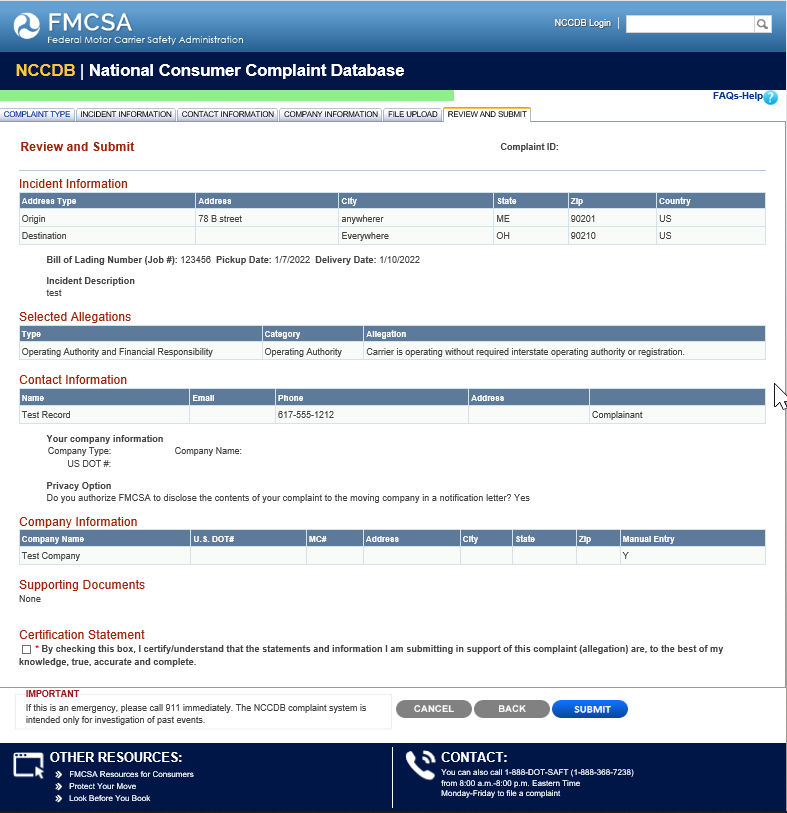 FMCSA
Federal Motor Carrier Safety Administration
NCCDB Login |
NCCDB | National Consumer Complaint Database
FAQs-Help ?
COMPLAINT TYPE INCIDENT INFORMATION CONTACT INFORMATION COMPANY INFORMATION FILE UPLOAD REVIEW AND SUBMIT
Review and Submit Complaint ID:
Incident Information
Address Type Address City State Zip Country
Origin 78 B street anywherer ME 90201 US
Destination Everywhere OH 90210 US
Bill of Lading Number (Job #): 123456 Pickup Date: 1/7/2022 Delivery Date: 1/10/2022
Incident Description
test
Selected Allegations
Type Category Allegation
Operating Authority and Financial Responsibility Operating Authority Carrier is operating without required interstate operating authority or registration.
Contact Information
Name Email Phone Address
Test Record 617-555-1212 Complainant
Your company information
Company Type: Company Name:
US DOT #:
Privacy Option
Do you authorize FMCSA to disclose the contents of your complaint to the moving company in a notification letter? Yes
Company Information
Company Name U.S. DOT# MC# Address City State Zip Manual Entry
Test Company Y
Supporting Documents
None
Certification Statement
* By checking this box, I certify/understand that the statements and information I am submitting in support of this complaint (allegation) are, to the best of my
knowledge, true, accurate and complete.
IMPORTANT
If this is an emergency, please call 911 immediately. The NCCDB complaint system is
intended only for investigation of past events.
CANCEL BACK SUBMIT
OTHER RESOURCES:
FMCSA Resources for Consumers
Protect Your Move
Look Before You Book
CONTACT:
You can also call 1-888-DOT-SAFT (1-888-368-7238)
from 8:00 a.m.-8:00 p.m. Eastern Time
Monday-Friday to file a complaint